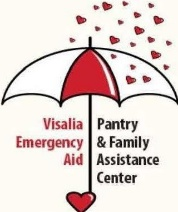 Visalia Pantry
Emergency & Family
Aid Assistance
Center